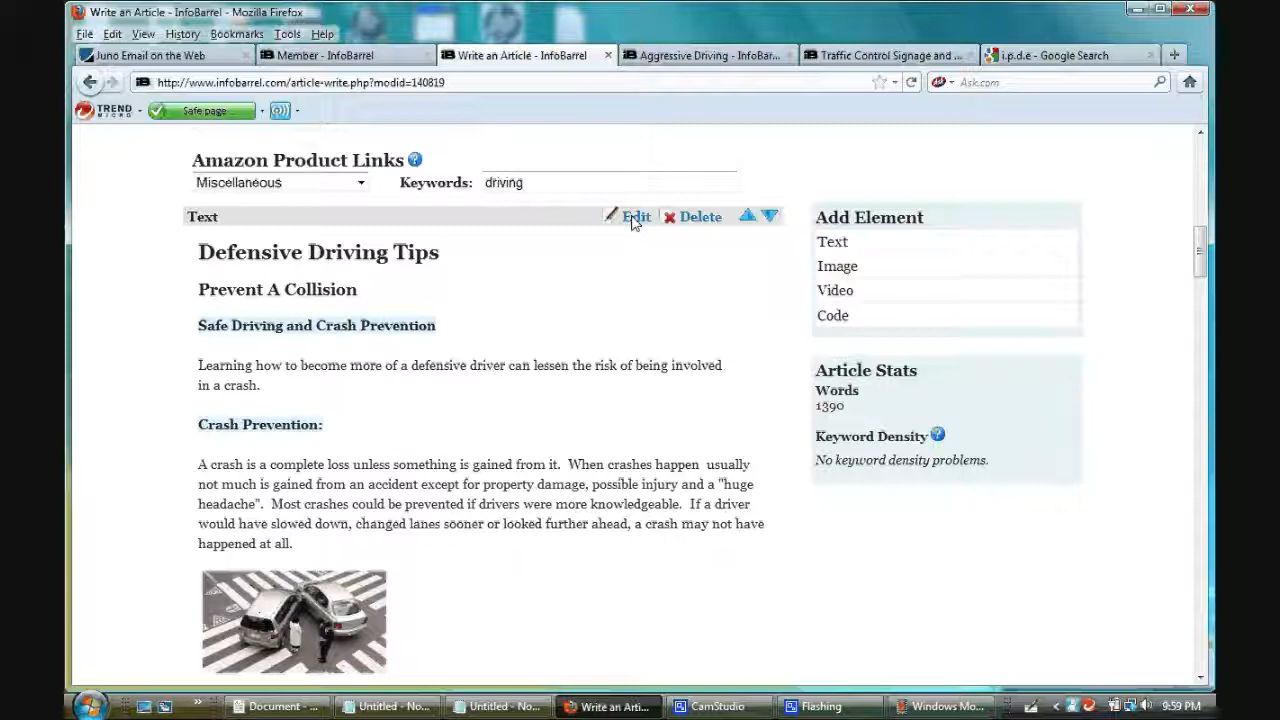 Write an Article - InfoBarrel - Mozilla Firefox
File Edit View History Bookmarks Tools Help
Juno Email on the Web
Member - InfoBarrel
Write an Article - InfoBarrel
Aggressive Driving - InfoBar...
Traffic Control Signage and ...
i.p.d.e - Google Search
http://www.infobarrel.com/article-write.php?modid=140819
Ask.com
TREND MICRO
Safe page
Amazon Product Links
Miscellaneous
Keywords:
driving
Text
Edit
Delete
Add Element
Text
Image
Video
Code
Defensive Driving Tips
Prevent A Collision
Safe Driving and Crash Prevention
Learning how to become more of a defensive driver can lessen the risk of being involved
in a crash.
Crash Prevention:
A crash is a complete loss unless something is gained from it. When crashes happen usually
not much is gained from an accident except for property damage, possible injury and a "huge
headache". Most crashes could be prevented if drivers were more knowledgeable. If a driver
would have slowed down, changed lanes sooner or looked further ahead, a crash may not have
happened at all.
Article Stats
Words
1390
Keyword Density
No keyword density problems.
Document - ...
Untitled - No...
Untitled - No...
Write an Arti...
CamStudio
Flashing
Windows Mo...
9:59 PM